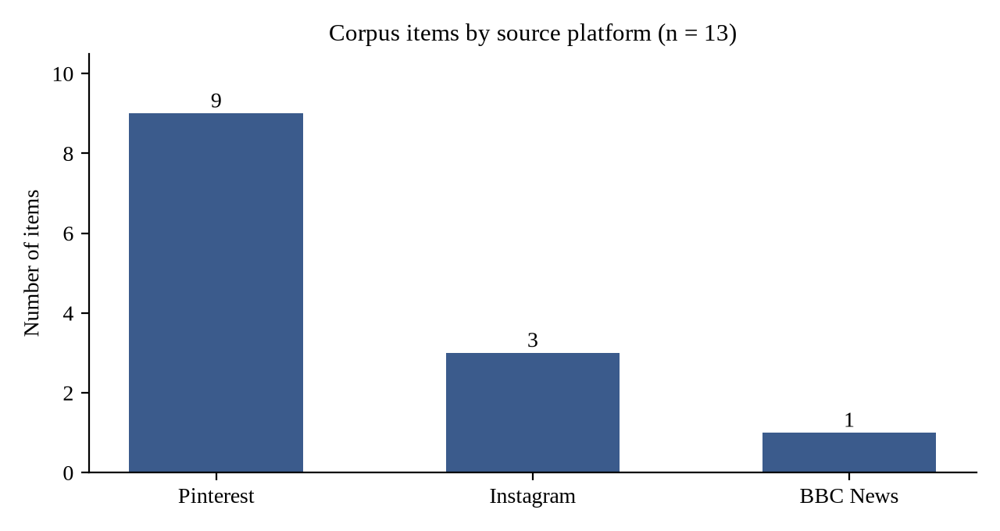 Corpus items by source platform (n = 13)
Number of items
10
8
6
4
2
0
9
3
1
Pinterest
Instagram
BBC News